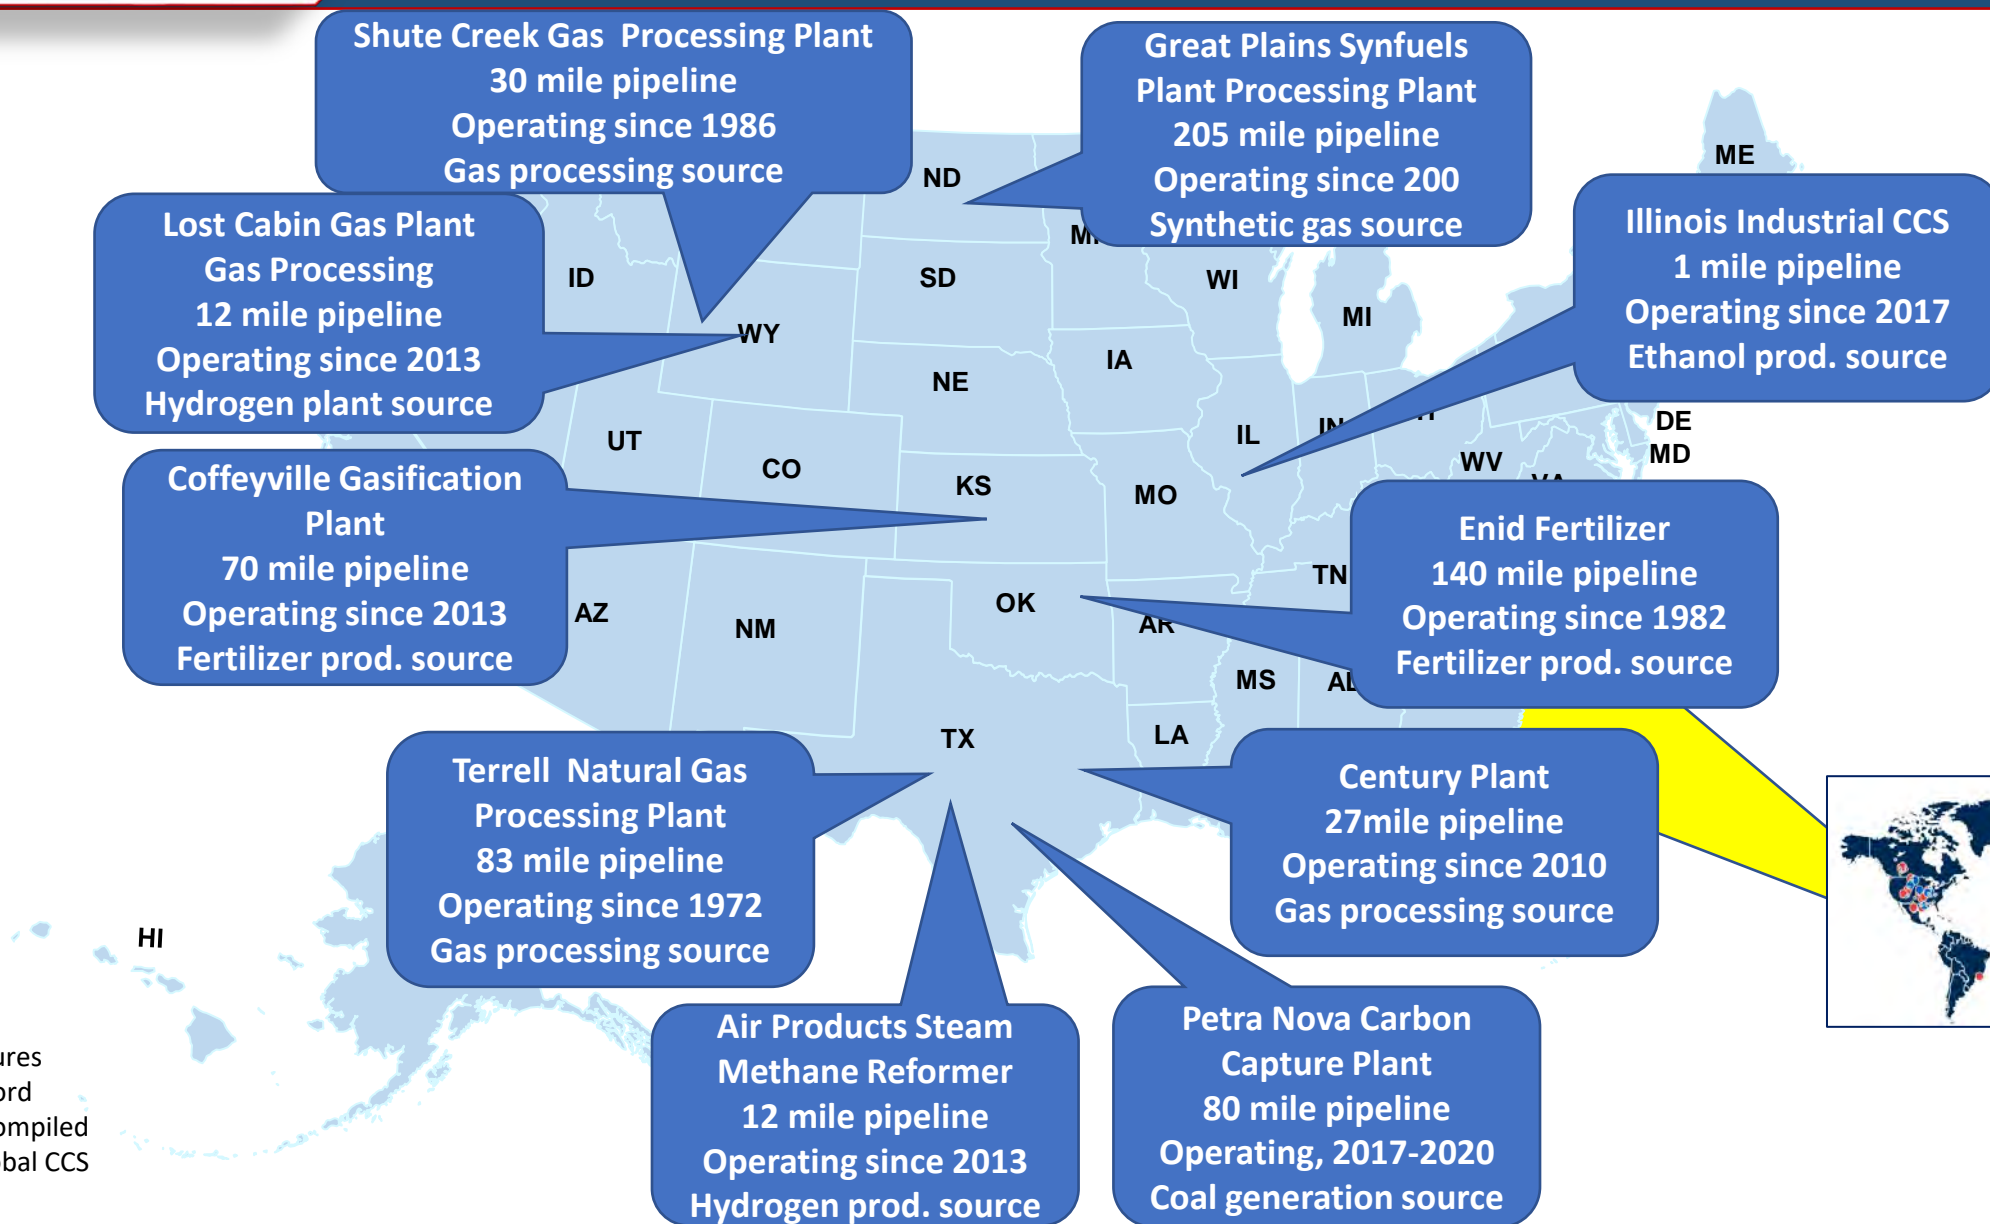 Shute Creek Gas  Processing Plant
30 mile pipeline
Operating since 1986
Gas processing source
Great Plains Synfuels
Plant Processing Plant
205 mile pipeline
Operating since 200
Synthetic gas source
Lost Cabin Gas Plant
Gas Processing
12 mile pipeline
Operating since 2013
Hydrogen plant source
Illinois Industrial CCS
1 mile pipeline
Operating since 2017
Ethanol prod. source
Coffeyville Gasification
Plant
70 mile pipeline
Operating since 2013
Fertilizer prod. source
Enid Fertilizer
140 mile pipeline
Operating since 1982
Fertilizer prod. source
Terrell  Natural Gas
Processing Plant
83 mile pipeline
Operating since 1972
Gas processing source
Century Plant
27mile pipeline
Operating since 2010
Gas processing source
Air Products Steam
Methane Reformer
12 mile pipeline
Operating since 2013
Hydrogen prod. source
Petra Nova Carbon
Capture Plant
80 mile pipeline
Operating, 2017-2020
Coal generation source
ME
ND
ID
SD
WI
MI
WY
IA
NE
UT
CO
IL
IN
DE
MD
WV
VA
KS
MO
TN
AZ
NM
OK
AR
MS
AL
TX
LA
HI
ures
ord
ompiled
obal CCS